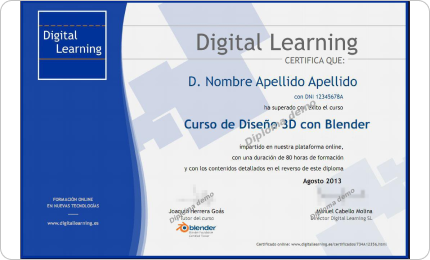 Digital
Learning
Digital Learning
CERTIFICA QUE:
D. Nombre Apellido Apellido
con DNI 12345678A
ha superado con éxito el curso
Curso de Diseño 3D con Blender
impartido en nuestra plataforma online,
con una duración de 80 horas de formación
y con los contenidos detallados en el reverso de este diploma
Agosto 2013
Diploma demo
Diploma demo
Diploma demo
Joaquín Herrera Goás
Tutor del curso
blender
Manuel Cabello Molina
Director Digital Learning SL
FORMACIÓN ONLINE
EN NUEVAS TECNOLOGÍAS
www.digitallearning.es
Certificado online: www.digitallearning.es/certificados/